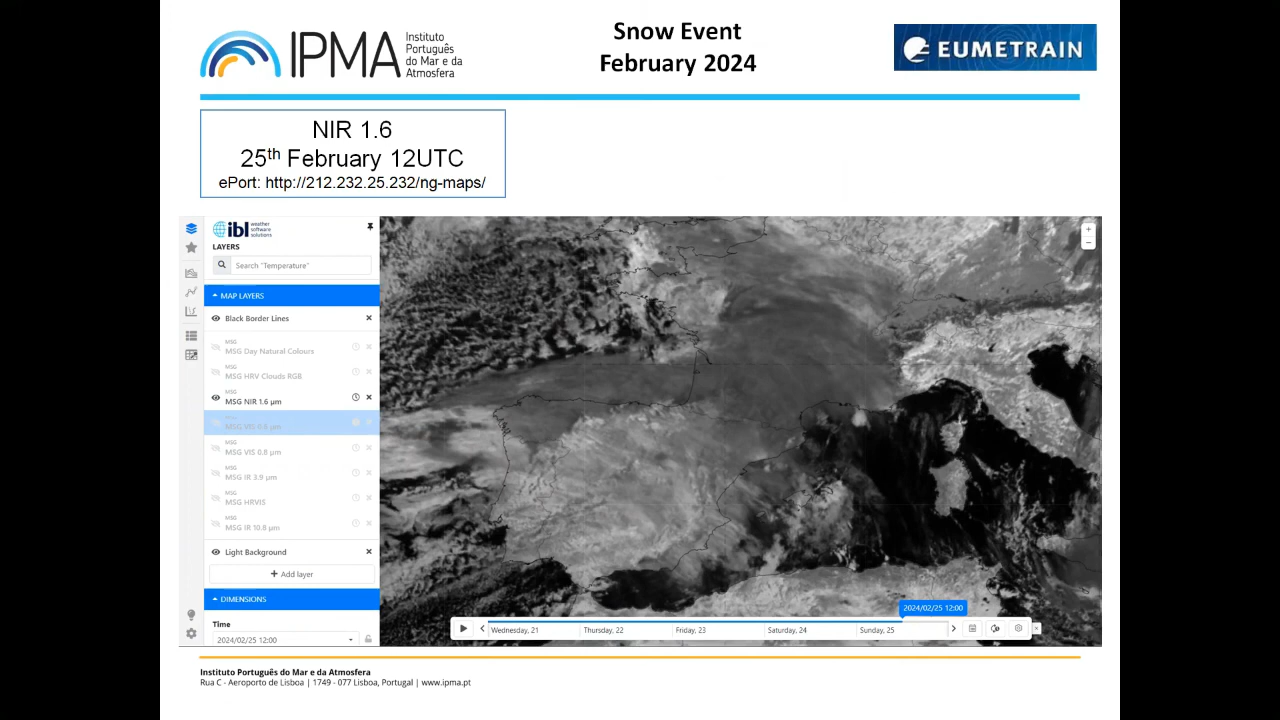 IPMA
Instituto
Português
do Mar e da
Atmosfera
Snow Event
February 2024
EUMETRAIN
NIR 1.6
25th February 12UTC
ePort: http://212.232.25.232/ng-maps/
ibl weather
software
solutions
LAYERS
Search "Temperature"
MAP LAYERS
Black Border Lines
MSG
MSG Day Natural Colours
MSG
MSG HRV Clouds RGB
MSG
MSG NIR 1.6 µm
MSG VIS 0.6 µm
MSG
MSG VIS 0.8 µm
MSG
MSG IR 3.9 µm
MSG
MSG HRVIS
MSG
MSG IR 10.8 µm
Light Background
+ Add layer
DIMENSIONS
Time
2024/02/25 12:00
2024/02/25 12:00
Wednesday, 21
Thursday, 22
Friday, 23
Saturday, 24
Sunday, 25
Instituto Português do Mar e da Atmosfera
Rua C - Aeroporto de Lisboa | 1749 - 077 Lisboa, Portugal | www.ipma.pt